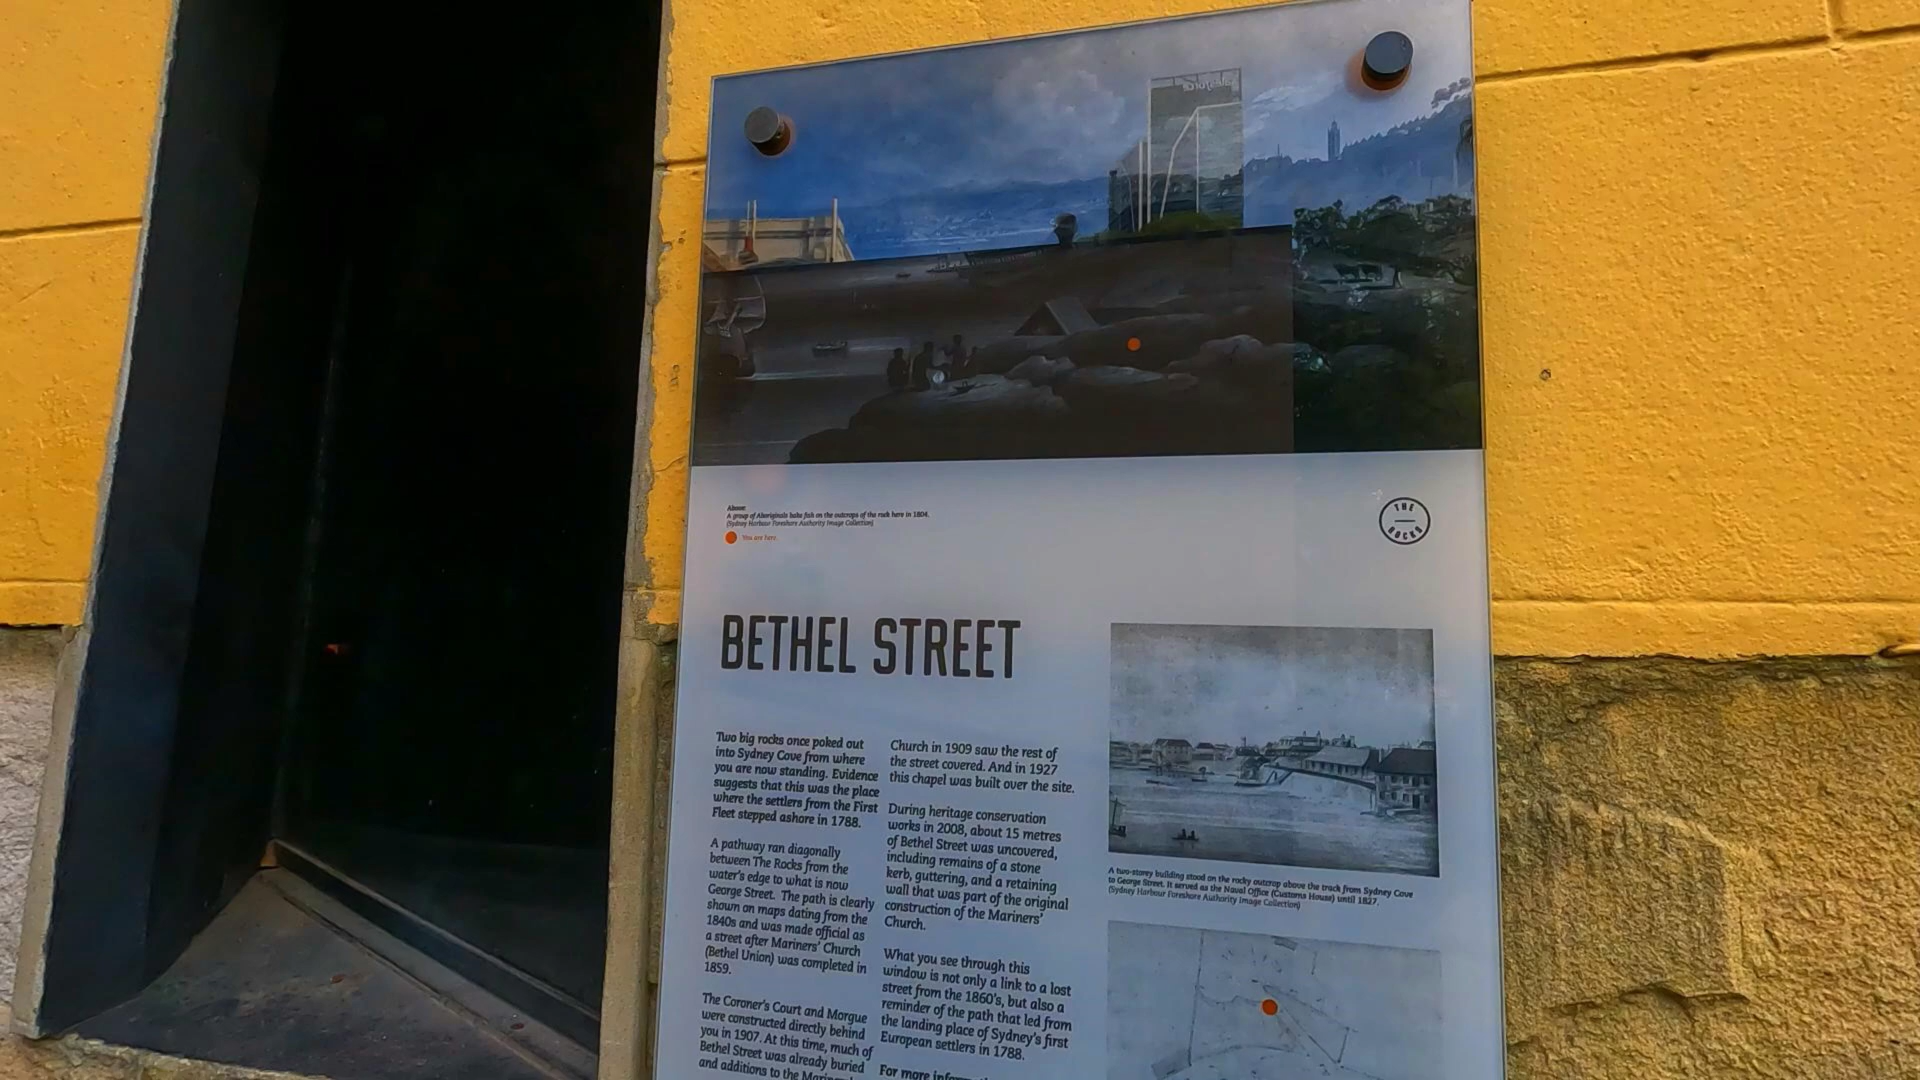 Above:
A group of Aboriginals bake fish on the outcrops of the rock here in 1804.
(Sydney Harbour Foreshore Authority Image Collection)
You are here.
THE
ROCKS
BETHEL STREET
Two big rocks once poked out
into Sydney Cove from where
you are now standing. Evidence
suggests that this was the place
where the settlers from the First
Fleet stepped ashore in 1788.
A pathway ran diagonally
between The Rocks from the
water's edge to what is now
George Street. The path is clearly
shown on maps dating from the
1840s and was made official as
a street after Mariners' Church
(Bethel Union) was completed in
1859.
The Coroner's Court and Morgue
were constructed directly behind
you in 1907. At this time, much of
Bethel Street was already buried
and additions to the
Church in 1909 saw the rest of
the street covered. And in 1927
this chapel was built over the site.
During heritage conservation
works in 2008, about 15 metres
of Bethel Street was uncovered,
including remains of a stone
kerb, guttering, and a retaining
wall that was part of the original
construction of the Mariners'
Church.
What you see through this
window is not only a link to a lost
street from the 1860's, but also a
reminder of the path that led from
the landing place of Sydney's first
European settlers in 1788.
For more
A two-storey building stood on the rocky outcrop above the track from Sydney Cove
to George Street. It served as the Naval Office (Customs House) until 1827.
(Sydney Harbour Foreshore Authority Image Collection)